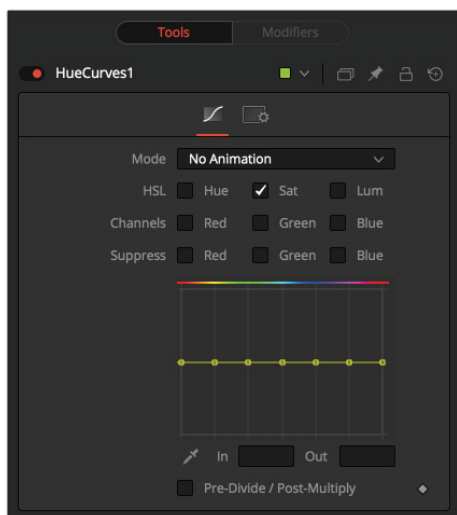 Tools Modifiers
HueCurves1
Mode No Animation
HSL Hue Sat Lum
Channels Red Green Blue
Suppress Red Green Blue
In Out
Pre-Divide / Post-Multiply